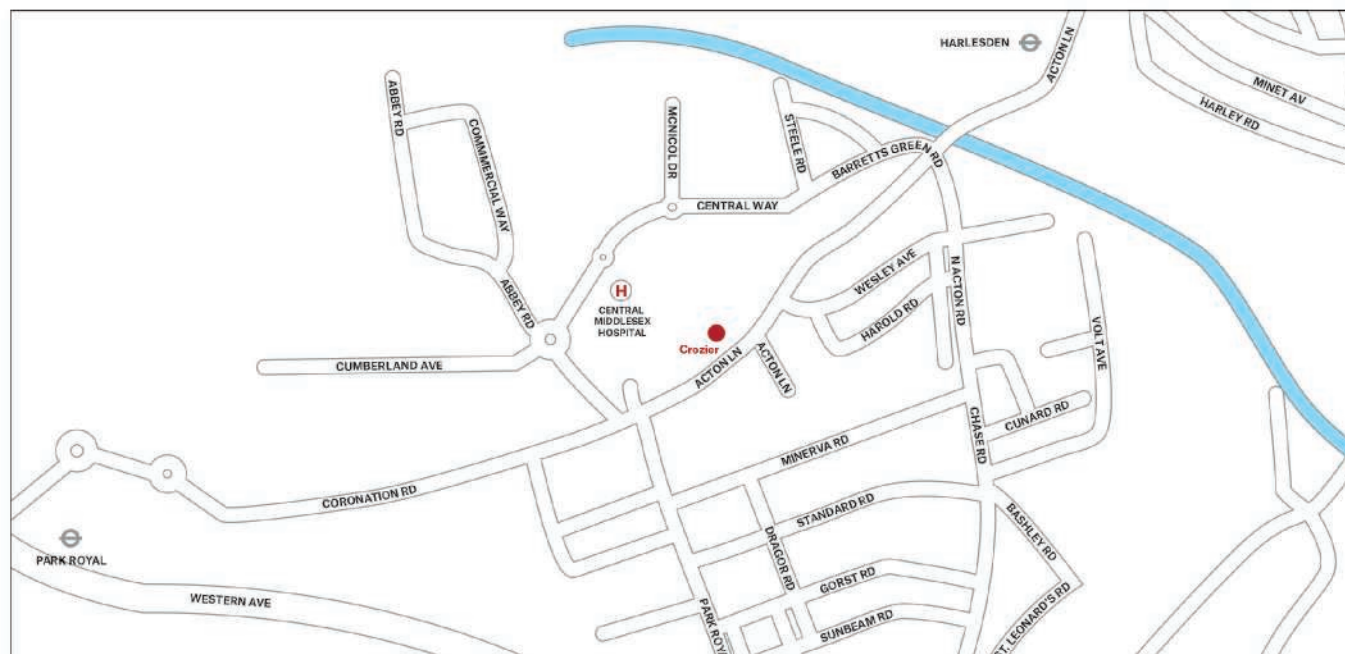 HARLESDEN
ACTON LN
MINET AV
HARLEY RD
ABBEY RD
COMMMERCIAL WAY
MCNICOL DR
STEELE RD
BARRETTS GREEN RD
CENTRAL WAY
WESLEY AVE
N ACTON RD
HAROLD RD
VOLT AVE
ABBEY RD
H
CENTRAL
MIDDLESEX
HOSPITAL
Crozier
ACTON LN
ACTON LN
CUMBERLAND AVE
CUNARD RD
CHASE RD
MINERVA RD
CORONATION RD
STANDARD RD
BASHLEY RD
DRAGOR RD
PARK ROYAL
WESTERN AVE
GORST RD
PARK ROYA
SUNBEAM RD
ST. LEONARD'S RD